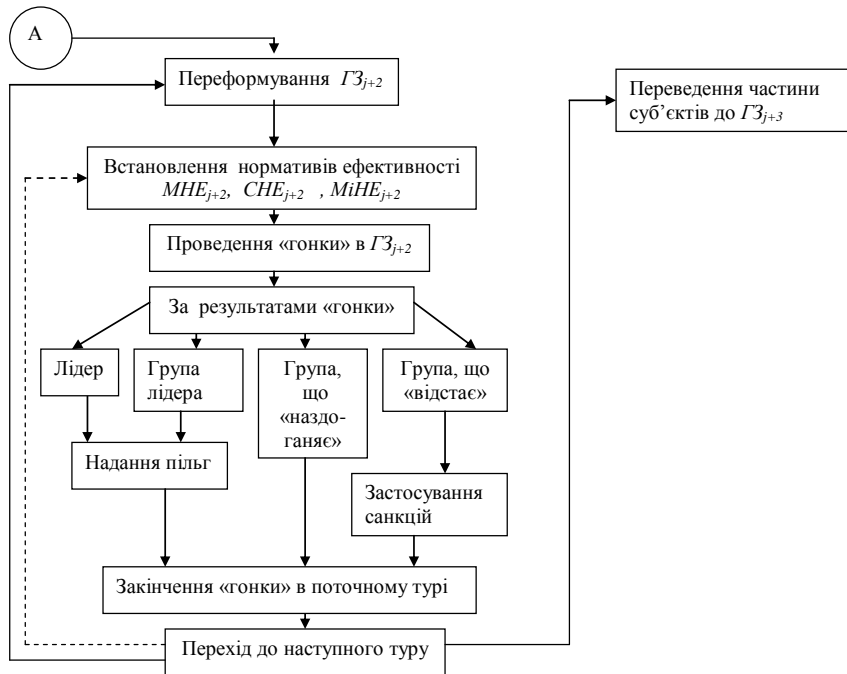 А
Переформування ГЗj+2
Переведення частини
суб’єктів до ГЗj+3
Встановлення нормативів ефективності
МНЕj+2, СНЕj+2 , МіНЕj+2
Проведення «гонки» в ГЗj+2
За результатами «гонки»
Лідер
Група
лідера
Група,
що
«наздо-
ганяє»
Група, що
«відстає»
Надання пільг
Застосування
санкцій
Закінчення «гонки» в поточному турі
Перехід до наступного туру